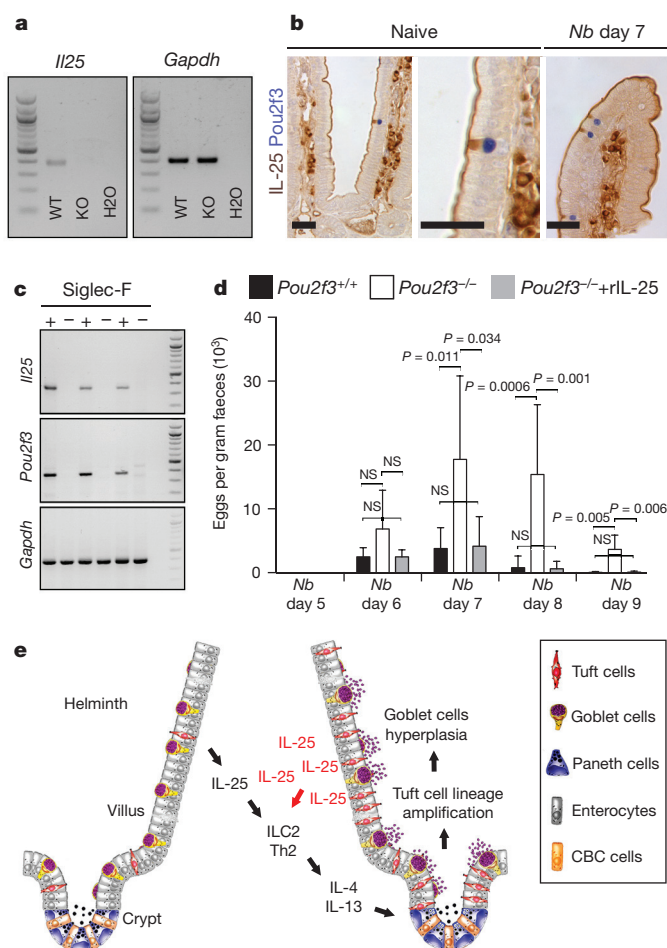 a
Il25
Gapdh
WT
KO
H2O
WT
KO
H2O
b
Naive
Nb day 7
IL-25 Pou2f3
c
Siglec-F
+ − + − + −
Il25
Pou2f3
Gapdh
d
Pou2f3+/+
Pou2f3−/−
Pou2f3−/−+rIL-25
Eggs per gram faeces (10³)
40
30
20
10
0
NS
NS
NS
P = 0.011
P = 0.034
NS
P = 0.0006
P = 0.001
NS
P = 0.005
P = 0.006
NS
Nb day 5
Nb day 6
Nb day 7
Nb day 8
Nb day 9
e
Helminth
Villus
Crypt
IL-25
IL-25
IL-25
IL-25
IL-25
ILC2
Th2
IL-4
IL-13
Goblet cells
hyperplasia
Tuft cell lineage
amplification
Tuft cells
Goblet cells
Paneth cells
Enterocytes
CBC cells